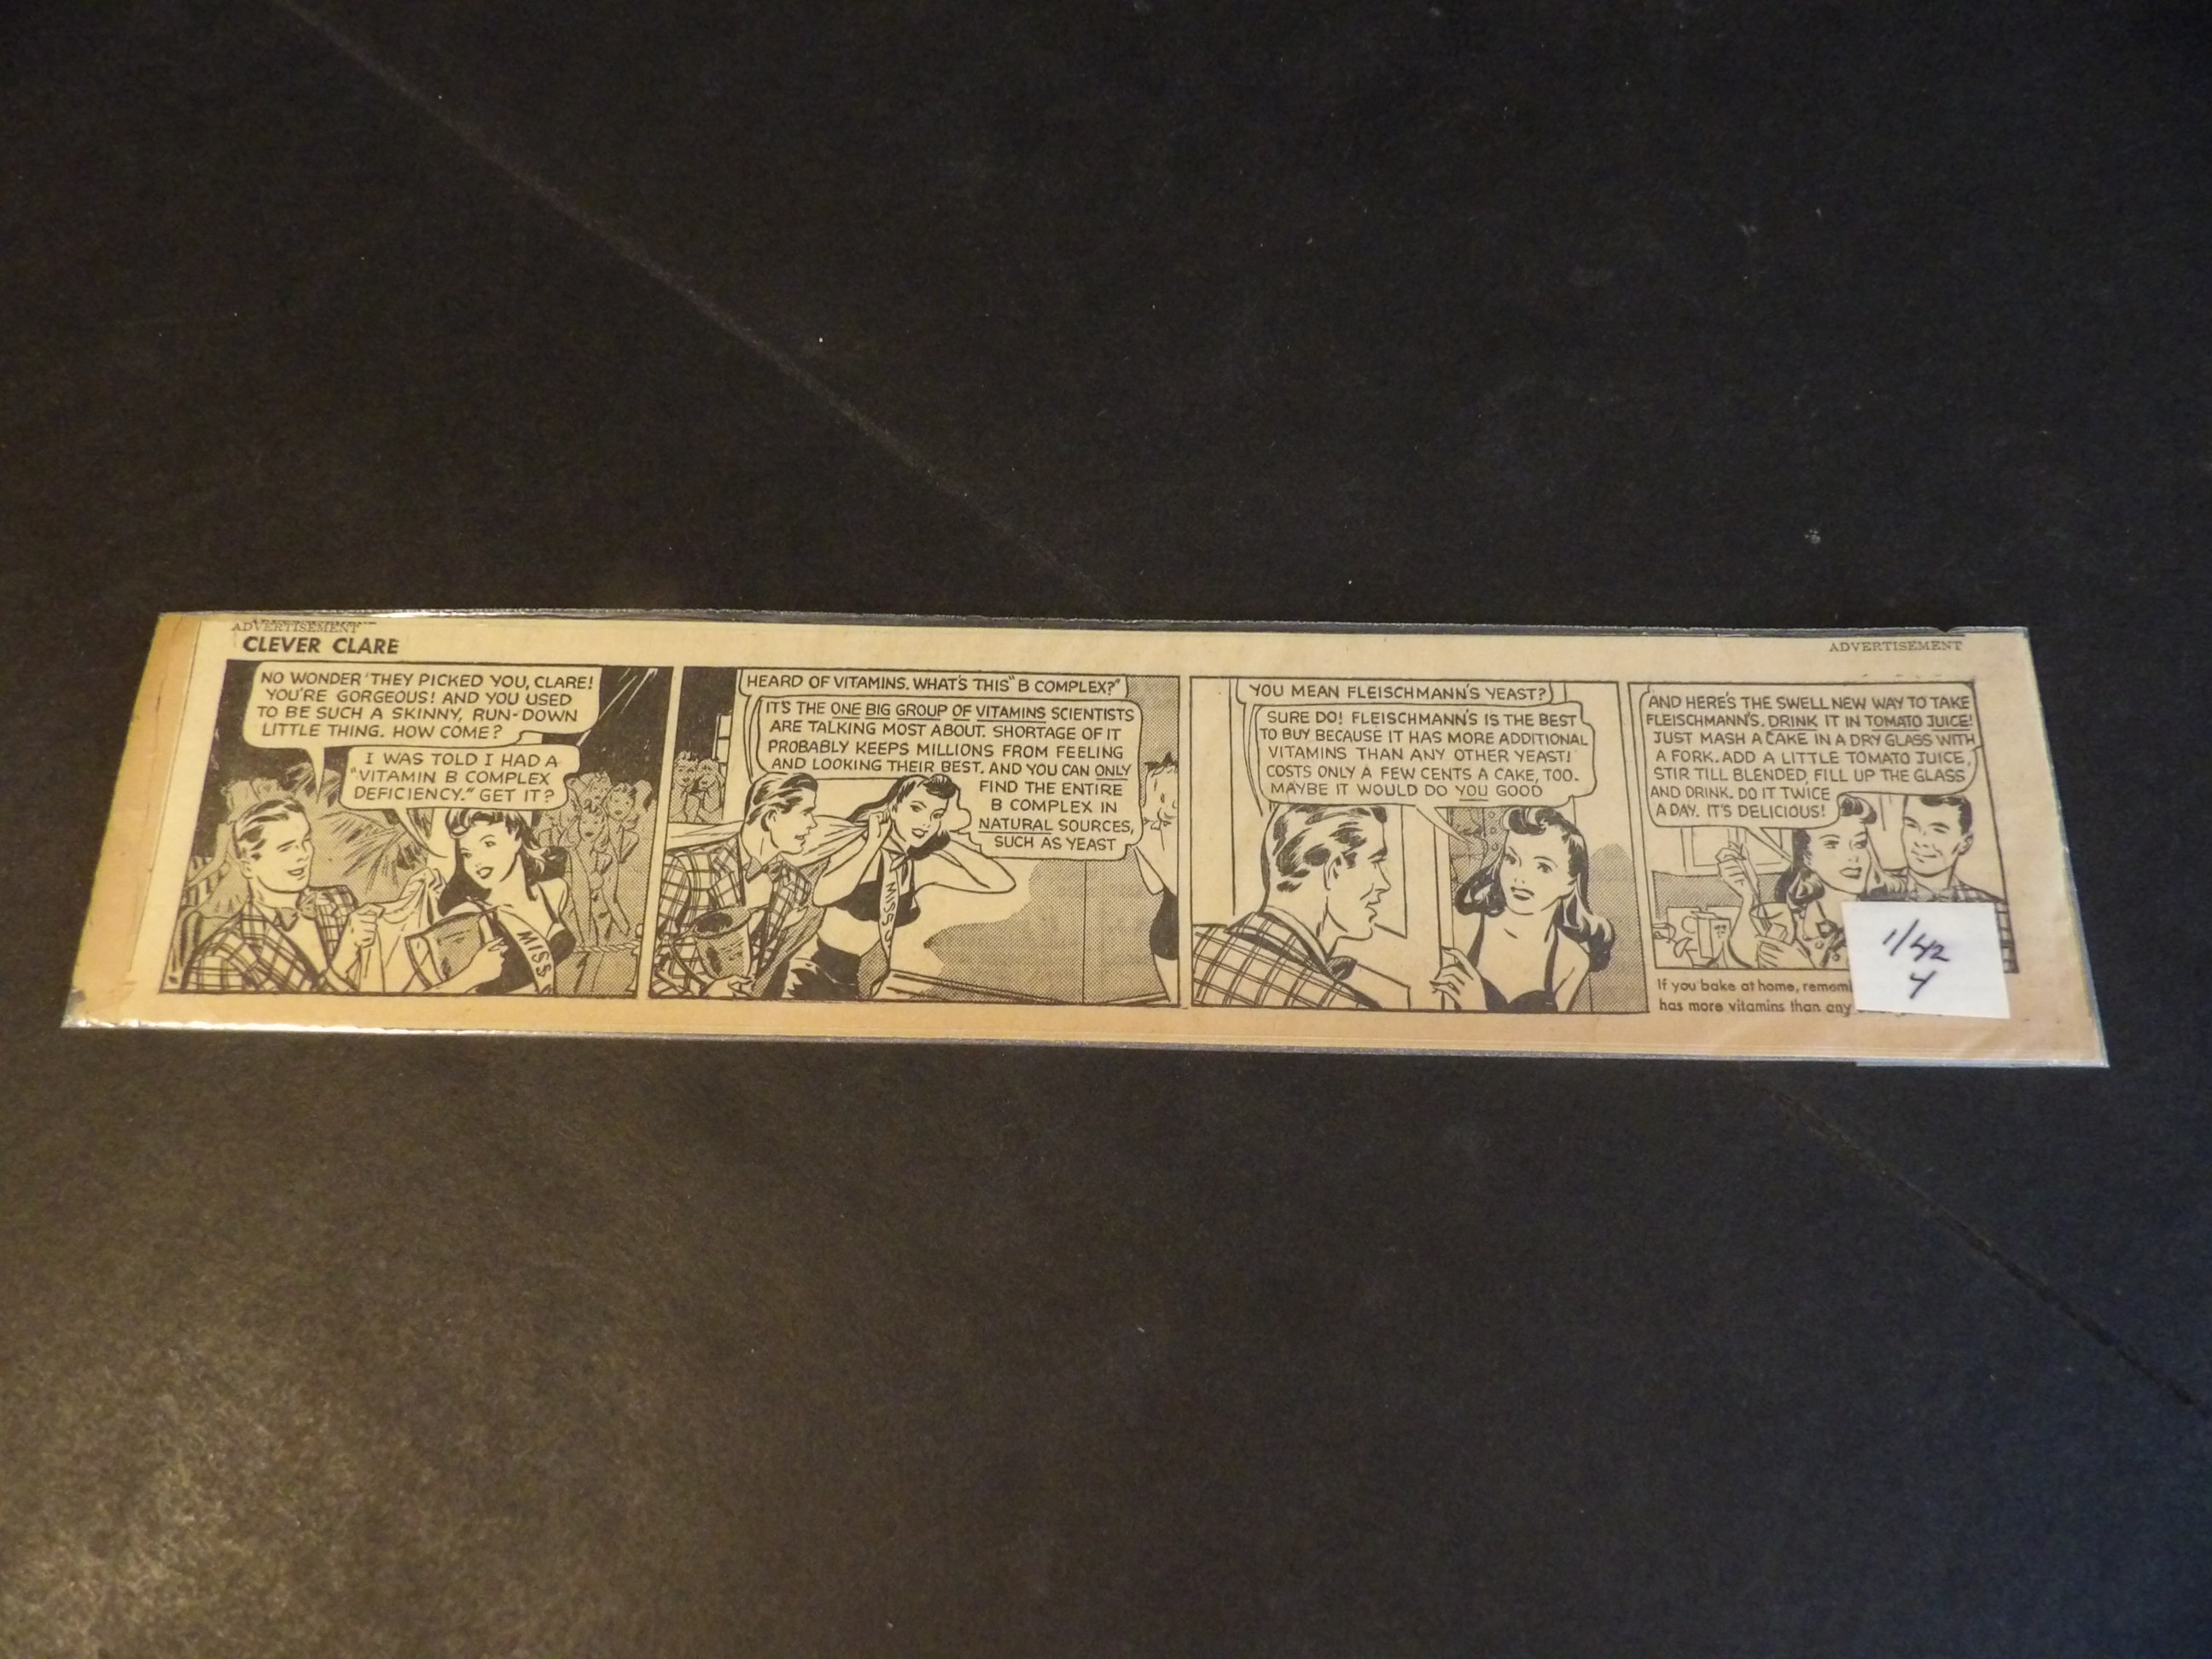 ADVERTISEMENT
CLEVER CLARE
ADVERTISEMENT
NO WONDER THEY PICKED YOU, CLARE!
YOU'RE GORGEOUS! AND YOU USED
TO BE SUCH A SKINNY, RUN-DOWN
LITTLE THING. HOW COME?
I WAS TOLD I HAD A
"VITAMIN B COMPLEX
DEFICIENCY." GET IT?
MISS
HEARD OF VITAMINS. WHAT'S THIS "B COMPLEX?"
IT'S THE ONE BIG GROUP OF VITAMINS SCIENTISTS
ARE TALKING MOST ABOUT. SHORTAGE OF IT
PROBABLY KEEPS MILLIONS FROM FEELING
AND LOOKING THEIR BEST. AND YOU CAN ONLY
FIND THE ENTIRE
B COMPLEX IN
NATURAL SOURCES,
SUCH AS YEAST
MISS
YOU MEAN FLEISCHMANN'S YEAST?
SURE DO! FLEISCHMANN'S IS THE BEST
TO BUY BECAUSE IT HAS MORE ADDITIONAL
VITAMINS THAN ANY OTHER YEAST!
COSTS ONLY A FEW CENTS A CAKE, TOO.
MAYBE IT WOULD DO YOU GOOD
AND HERE'S THE SWELL NEW WAY TO TAKE
FLEISCHMANN'S. DRINK IT IN TOMATO JUICE!
JUST MASH A CAKE IN A DRY GLASS WITH
A FORK. ADD A LITTLE TOMATO JUICE,
STIR TILL BLENDED, FILL UP THE GLASS
AND DRINK. DO IT TWICE
A DAY. IT'S DELICIOUS!
If you bake at home, rememb
has more vitamins than any
1/42